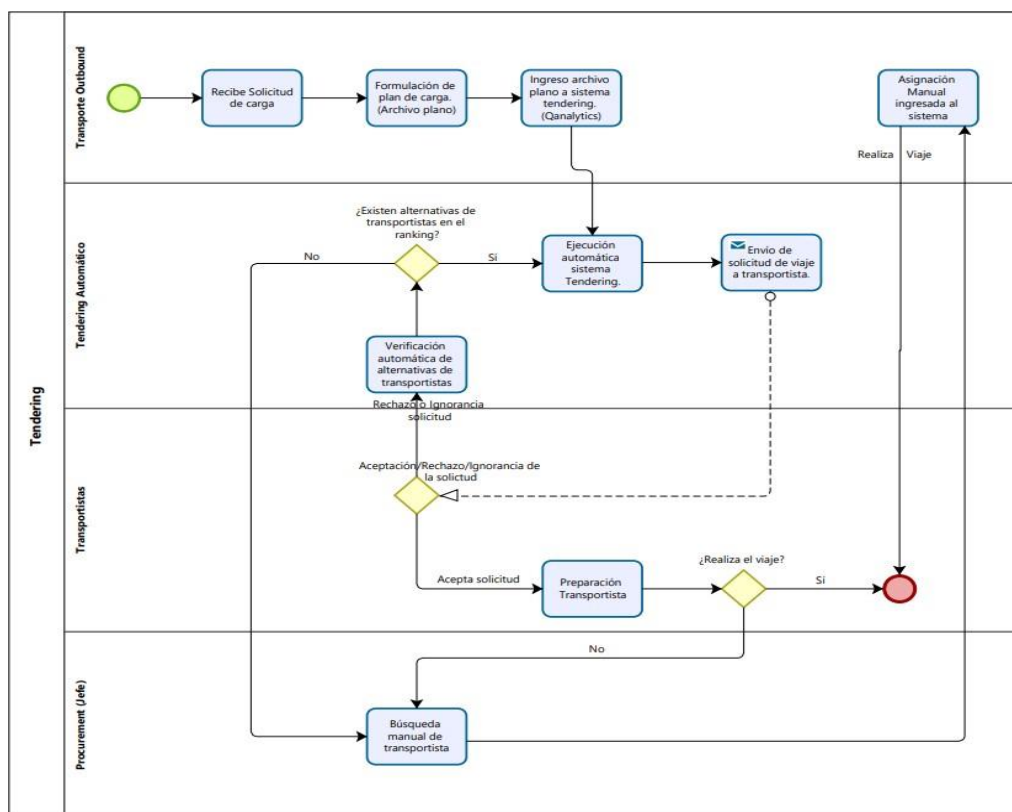 Tendering
Transporte Outbound
Recibe Solicitud
de carga
Formulación de
plan de carga.
(Archivo plano)
Ingreso archivo
plano a sistema
tendering.
(Qanalytics)
Asignación
Manual
ingresada al
sistema
Realiza Viaje
Tendering Automático
¿Existen alternativas de
transportistas en el
ranking?
No
Si
Ejecución
automática
sistema
Tendering.
Envío de
solicitud de viaje
a transportista.
Verificación
automática de
alternativas de
transportistas
Rechazo o Ignorancia
solicitud
Transportistas
Aceptación/Rechazo/Ignorancia de
la solictud
Acepta solicitud
Preparación
Transportista
¿Realiza el viaje?
Si
No
Procurement (Jefe)
Búsqueda
manual de
transportista